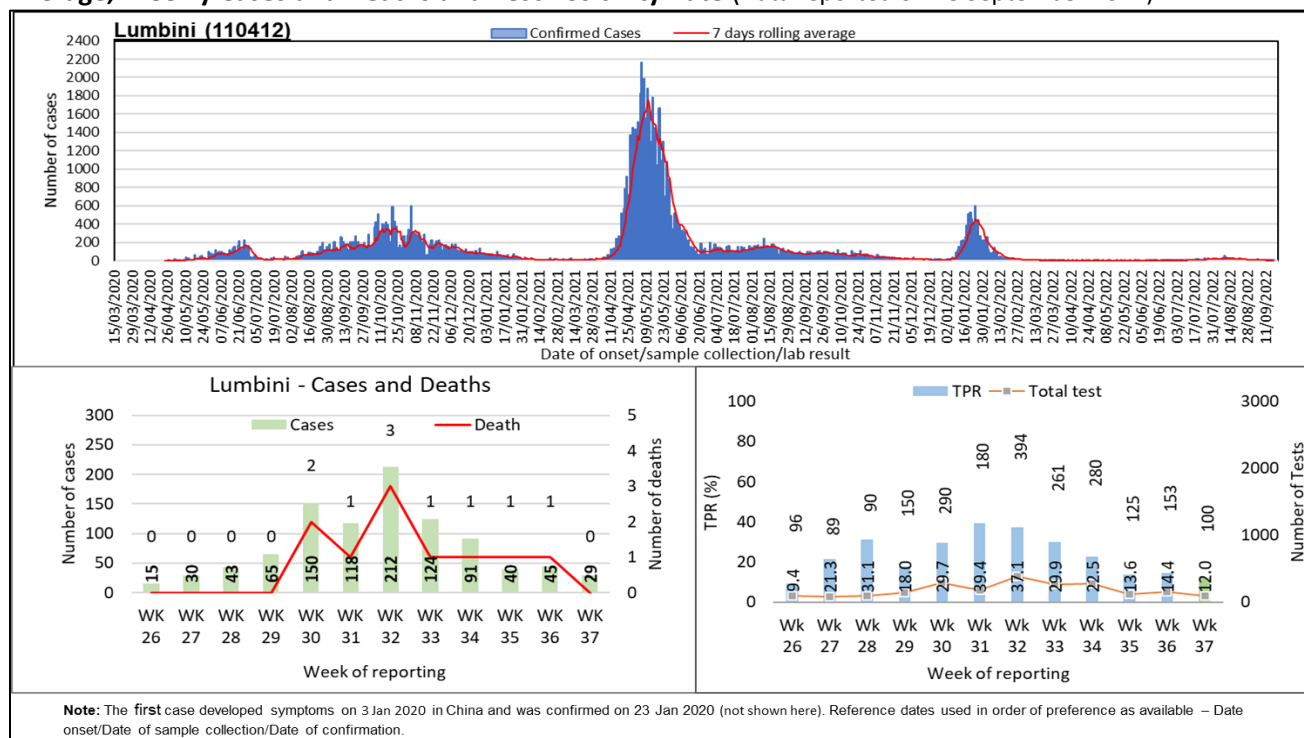 Lumbini (110412)
Confirmed Cases 7 days rolling average
Number of cases
2400
2200
2000
1800
1600
1400
1200
1000
800
600
400
200
0
15/03/2020 29/03/2020 12/04/2020 26/04/2020 10/05/2020 24/05/2020 07/06/2020 21/06/2020 05/07/2020 19/07/2020 02/08/2020 16/08/2020 30/08/2020 13/09/2020 27/09/2020 11/10/2020 25/10/2020 08/11/2020 22/11/2020 06/12/2020 20/12/2020 03/01/2021 17/01/2021 31/01/2021 14/02/2021 28/02/2021 14/03/2021 28/03/2021 11/04/2021 25/04/2021 09/05/2021 23/05/2021 06/06/2021 20/06/2021 04/07/2021 18/07/2021 01/08/2021 15/08/2021 29/08/2021 12/09/2021 26/09/2021 10/10/2021 24/10/2021 07/11/2021 21/11/2021 05/12/2021 19/12/2021 02/01/2022 16/01/2022 30/01/2022 13/02/2022 27/02/2022 13/03/2022 27/03/2022 10/04/2022 24/04/2022 08/05/2022 22/05/2022 05/06/2022 19/06/2022 03/07/2022 17/07/2022 31/07/2022 14/08/2022 28/08/2022 11/09/2022
Date of onset/sample collection/lab result
Lumbini - Cases and Deaths
Cases Death
Number of cases
300
250
200
150
100
50
0
0 0 0 0 2 1 3 1 1 1 1 0
15 30 43 65 150 118 212 124 91 40 45 29
5
4
3
2
1
0
Number of deaths
WK WK WK WK WK WK WK WK WK WK WK WK
26 27 28 29 30 31 32 33 34 35 36 37
Week of reporting
TPR Total test
TPR (%)
100
80
60
40
20
0
96 89 90 150 290 180 394 261 280 125 153 100
9.4 21.3 31.1 18.0 29.7 39.4 37.1 29.9 22.5 13.6 14.4 12.0
3000
2000
1000
0
Number of Tests
Wk Wk Wk Wk Wk Wk Wk Wk Wk Wk Wk Wk
26 27 28 29 30 31 32 33 34 35 36 37
Week of reporting
Note: The first case developed symptoms on 3 Jan 2020 in China and was confirmed on 23 Jan 2020 (not shown here). Reference dates used in order of preference as available – Date
onset/Date of sample collection/Date of confirmation.